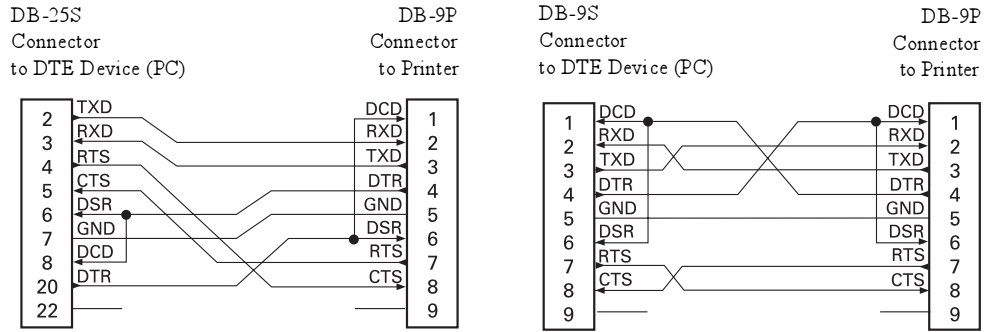 DB-25S
Connector
to DTE Device (PC)
DB-9P
Connector
to Printer
2 TXD DCD 1
3 RXD RXD 2
4 RTS TXD 3
5 CTS DTR 4
6 DSR GND 5
7 GND DSR 6
8 DCD RTS 7
20 DTR CTS 8
22 9
DB-9S
Connector
to DTE Device (PC)
DB-9P
Connector
to Printer
1 DCD DCD 1
2 RXD RXD 2
3 TXD TXD 3
4 DTR DTR 4
5 GND GND 5
6 DSR DSR 6
7 RTS RTS 7
8 CTS CTS 8
9 9